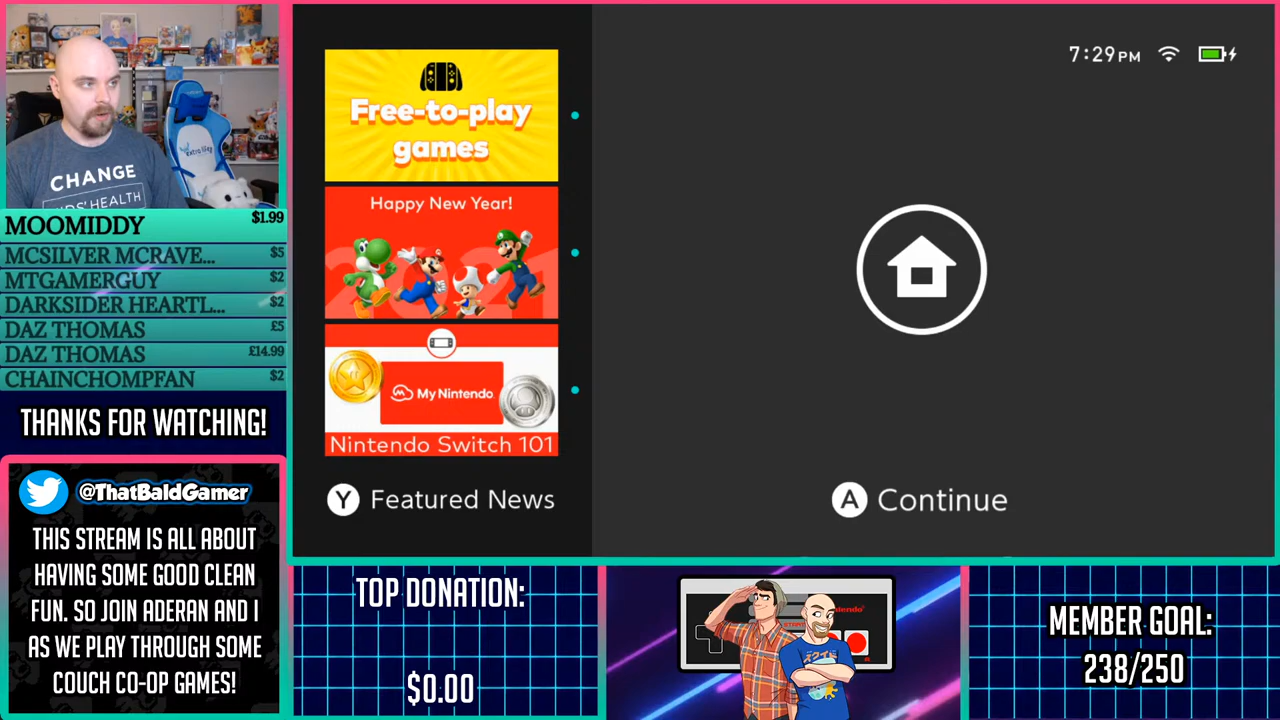 CHANGE
KIDS' HEALTH
MOOMIDDY $1.99
MCSILVER MCRAVE... $5
MTGAMERGUY $2
DARKSIDER HEARTL... $2
DAZ THOMAS £5
DAZ THOMAS £14.99
CHAINCHOMPFAN $2
THANKS FOR WATCHING!
@ThatBaldGamer
THIS STREAM IS ALL ABOUT
HAVING SOME GOOD CLEAN
FUN. SO JOIN ADERAN AND I
AS WE PLAY THROUGH SOME
COUCH CO-OP GAMES!
Free-to-play
games
Happy New Year!
2021
My Nintendo
Nintendo Switch 101
Y Featured News
7:29PM
A Continue
TOP DONATION:
$0.00
MEMBER GOAL:
238/250